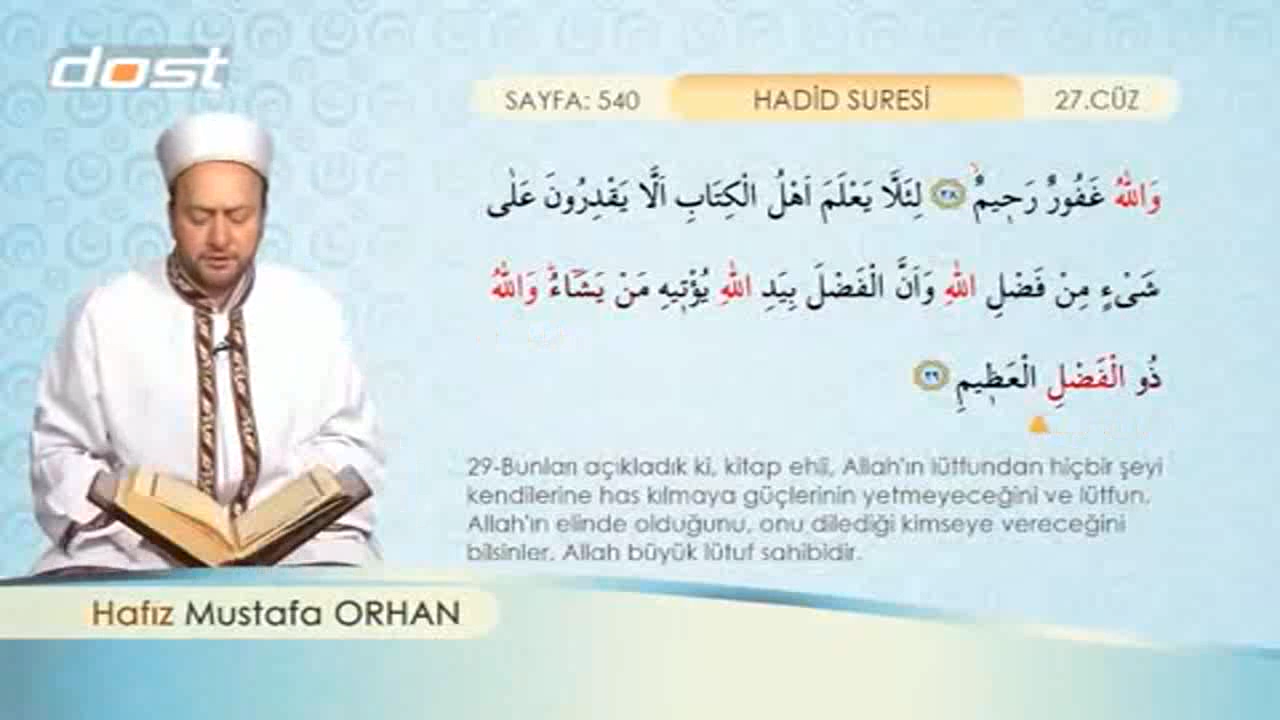 dost
SAYFA: 540 HADİD SURESİ 27.CÜZ
وَاللّٰهُ غَفُورٌ رَحٖيمٌۙ ﴿٢٨﴾ لِئَلَّا يَعْلَمَ اَهْلُ الْكِتَابِ اَلَّا يَقْدِرُونَ عَلٰى
شَیْءٍ مِنْ فَضْلِ اللّٰهِ وَاَنَّ الْفَضْلَ بِيَدِ اللّٰهِ يُؤْتٖيهِ مَنْ يَشَٓاءُؕ وَاللّٰهُ
ذُو الْفَضْلِ الْعَظٖيمِ ﴿٢٩﴾
29-Bunları açıkladık ki, kitap ehli, Allah'ın lütfundan hiçbir şeyi
kendilerine has kılmaya güçlerinin yetmeyeceğini ve lütfun,
Allah'ın elinde olduğunu, onu dilediği kimseye vereceğini
bilsinler. Allah büyük lütuf sahibidir.
Hafız Mustafa ORHAN